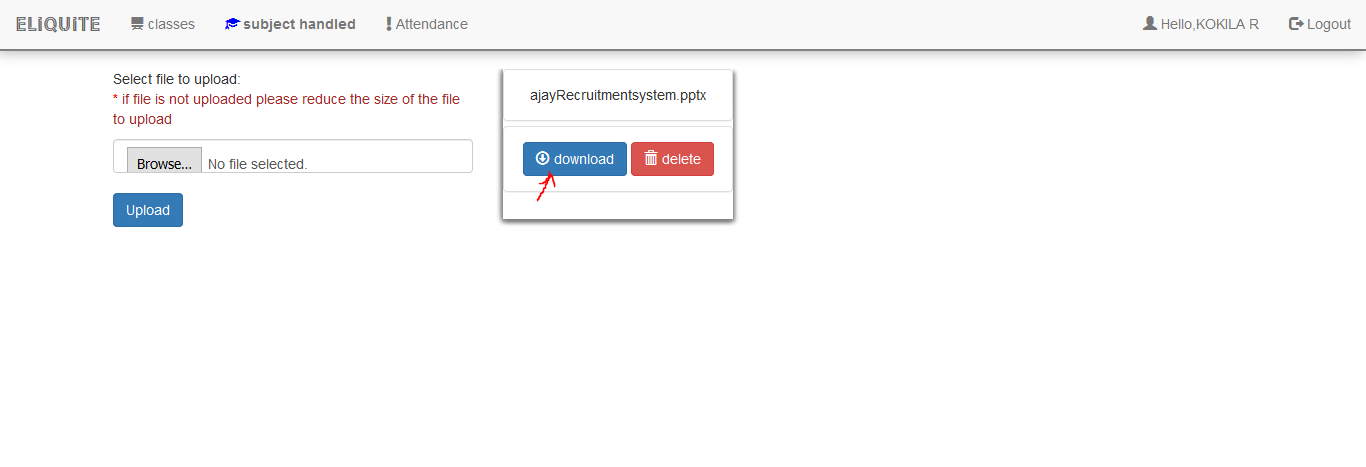 ELiQUiTE classes subject handled Attendance Hello,KOKILA R Logout
Select file to upload:
* if file is not uploaded please reduce the size of the file
to upload
Browse... No file selected.
Upload
ajayRecruitmentsystem.pptx
download delete